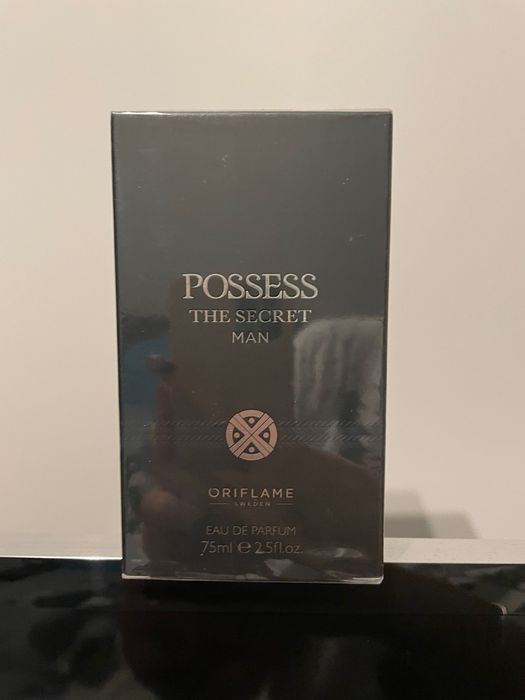 POSSESS
THE SECRET
MAN
ORIFLAME
SWEDEN
EAU DE PARFUM
75ml ℮ 2.5fl.oz.